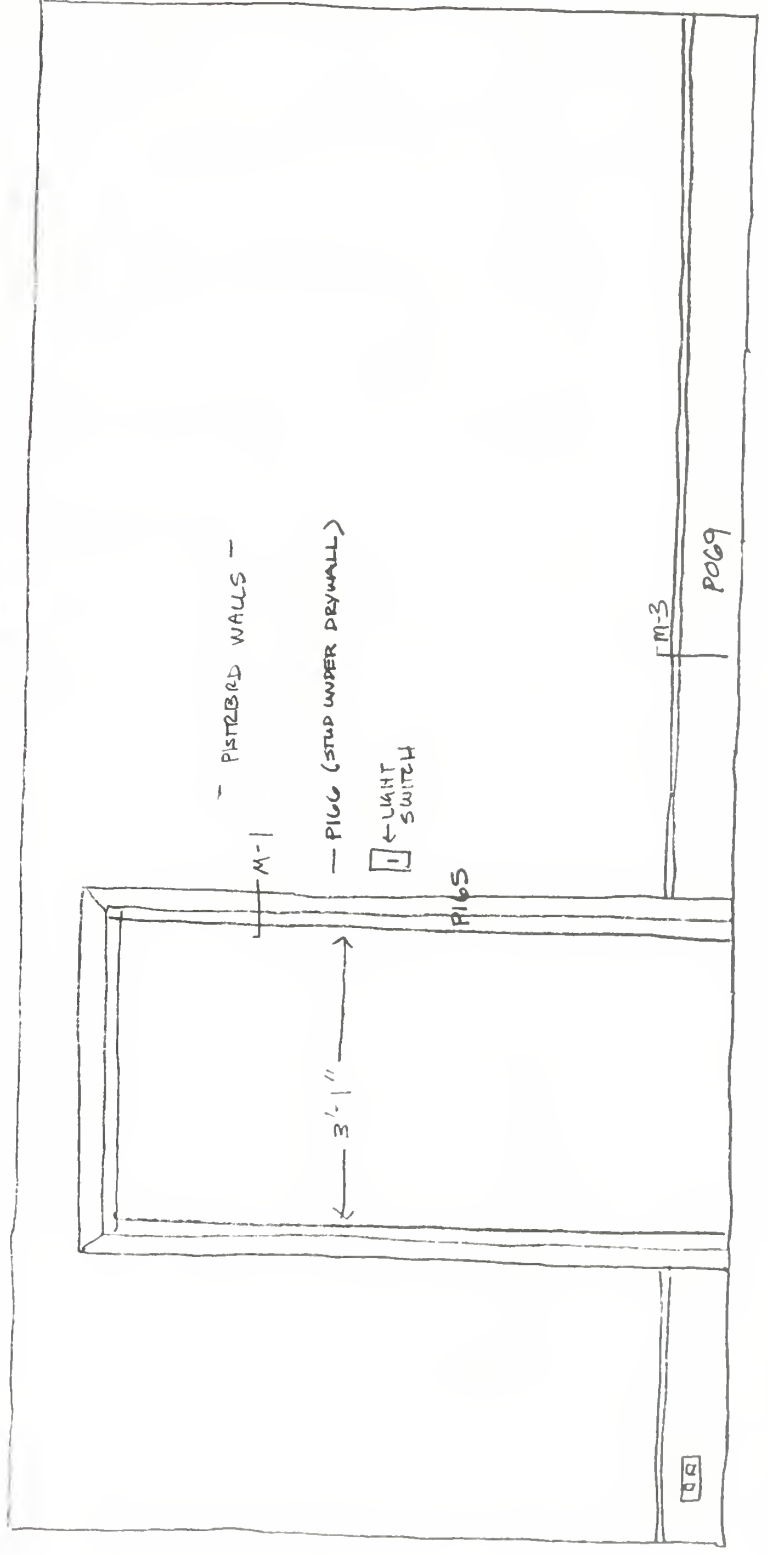 - PLSTRBRD WALLS -
M-1
- P166 (STUD UNDER DRYWALL)
← LIGHT
SWITCH
3'-1"
P165
M-3
P069